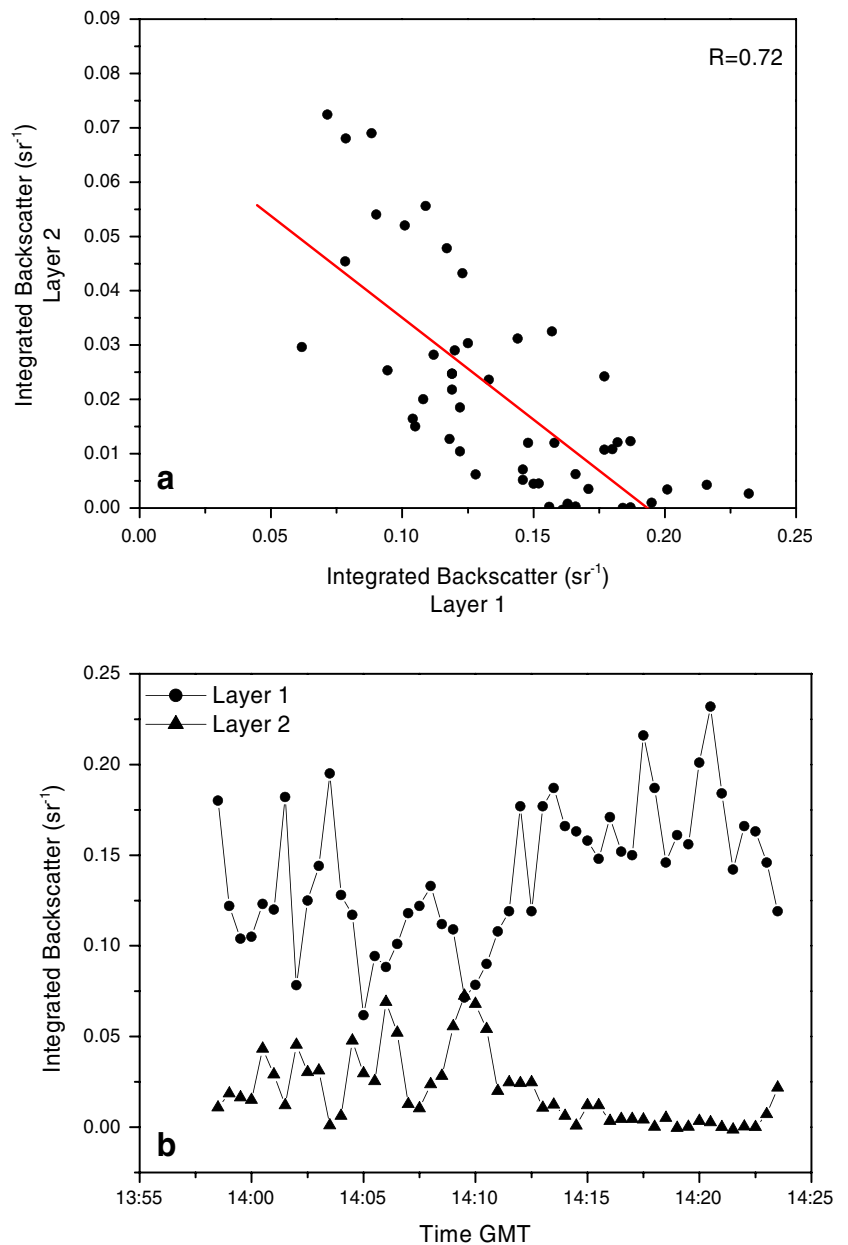 0.09
0.08
0.07
0.06
0.05
0.04
0.03
0.02
0.01
0.00
Integrated Backscatter (sr⁻¹)
Layer 2
R=0.72
a
0.00 0.05 0.10 0.15 0.20 0.25
Integrated Backscatter (sr⁻¹)
Layer 1
0.25
0.20
0.15
0.10
0.05
0.00
Integrated Backscatter (sr⁻¹)
Layer 1
Layer 2
b
13:55 14:00 14:05 14:10 14:15 14:20 14:25
Time GMT